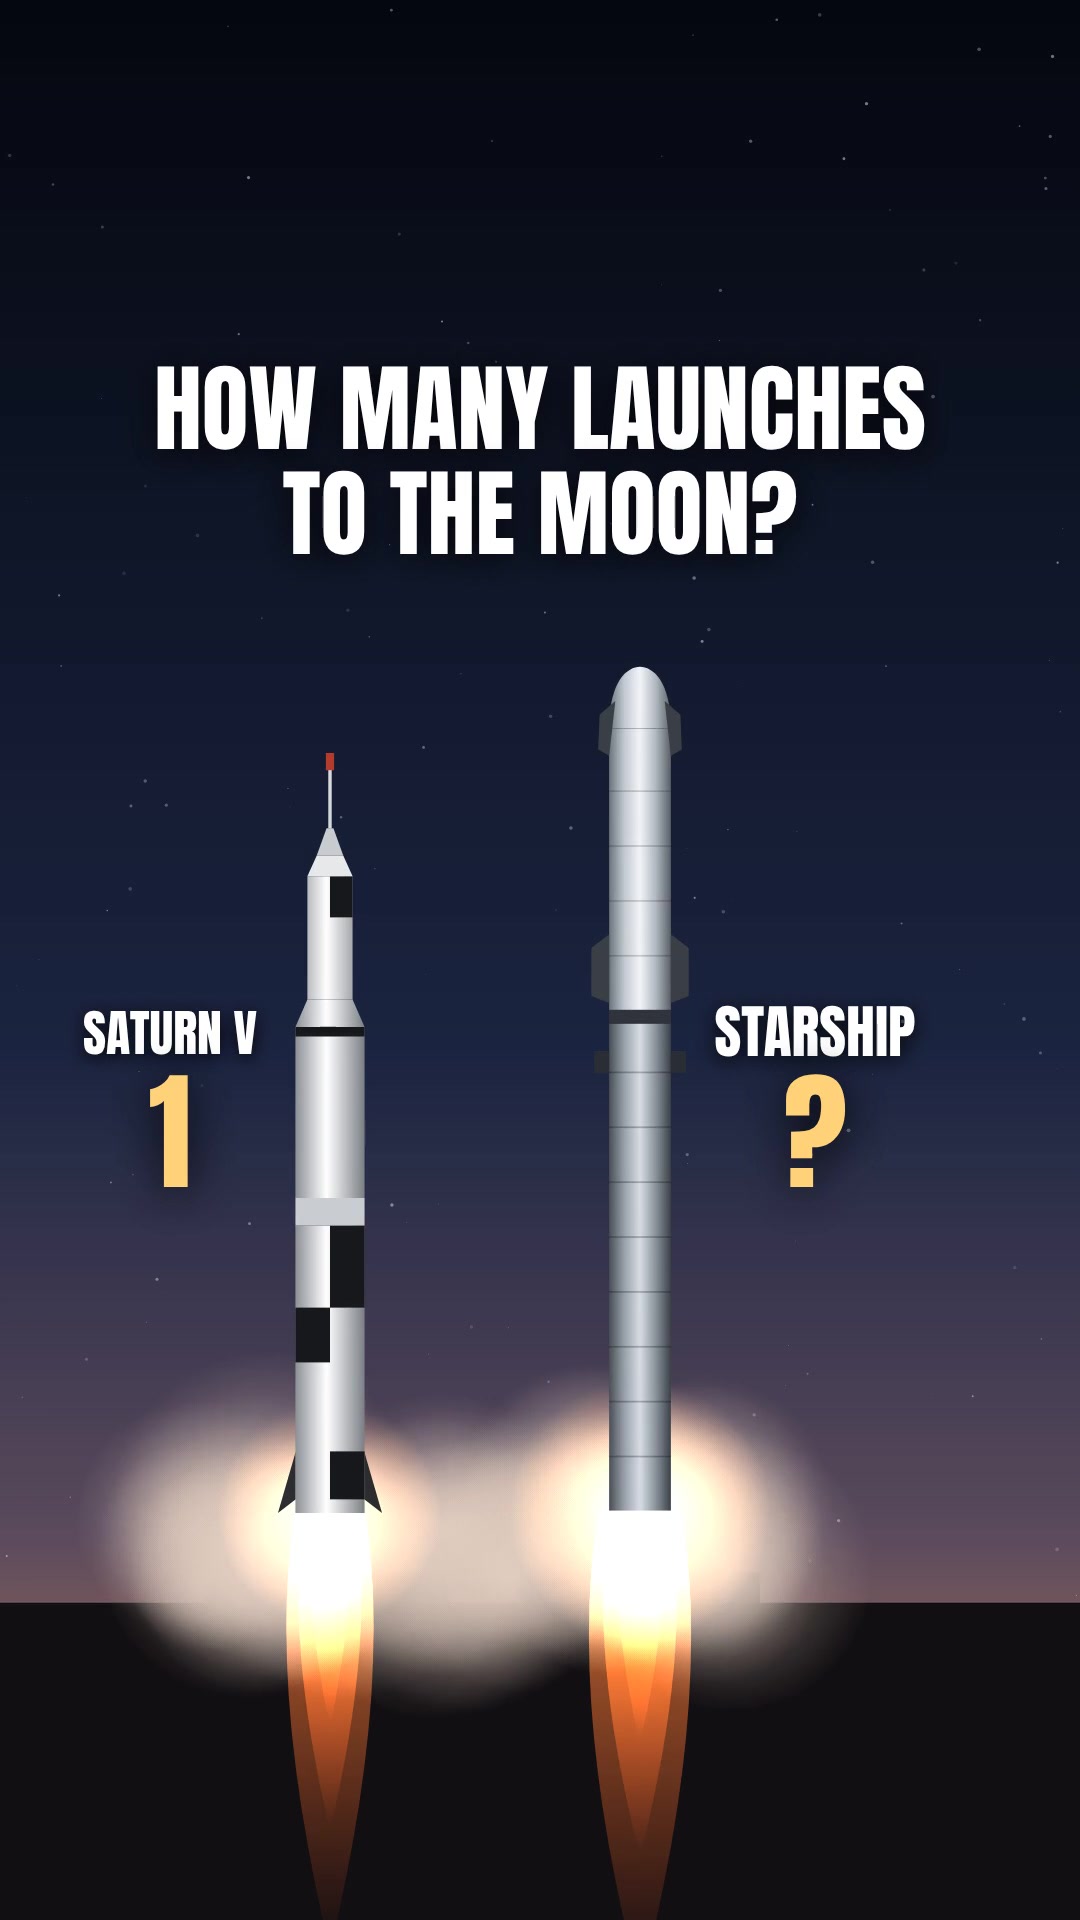 HOW MANY LAUNCHES
TO THE MOON?
SATURN V
1
STARSHIP
?